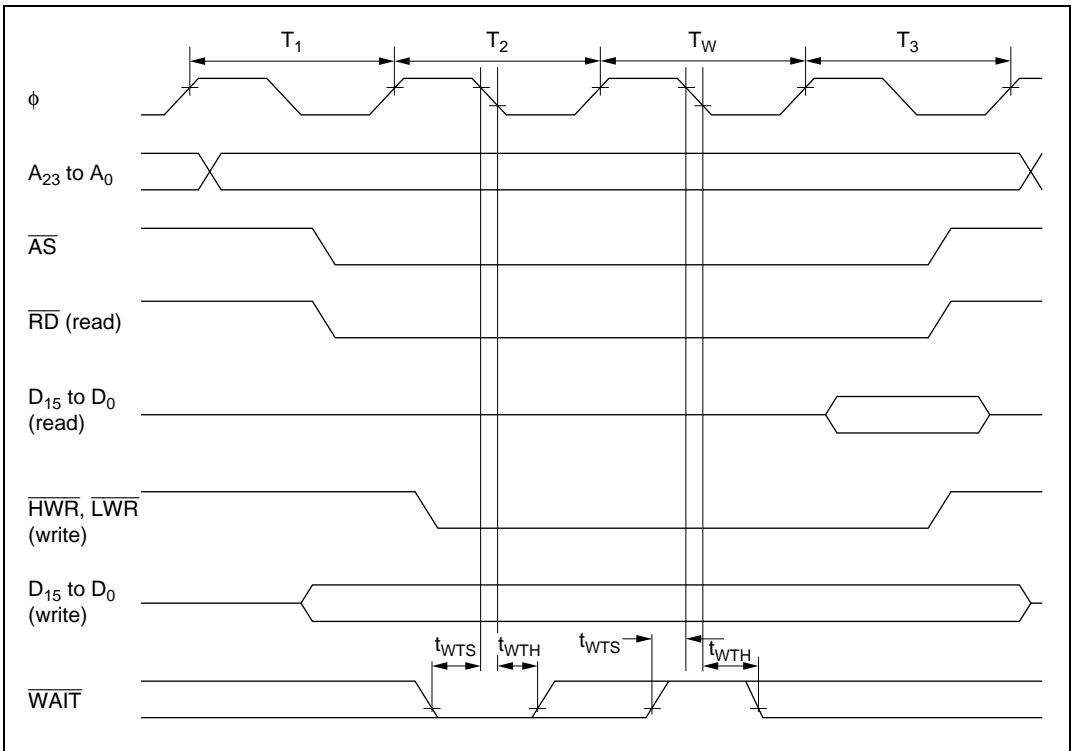 T1 T2 TW T3
φ
A23 to A0
AS
RD (read)
D15 to D0
(read)
HWR, LWR
(write)
D15 to D0
(write)
tWTS tWTH tWTS tWTH
WAIT